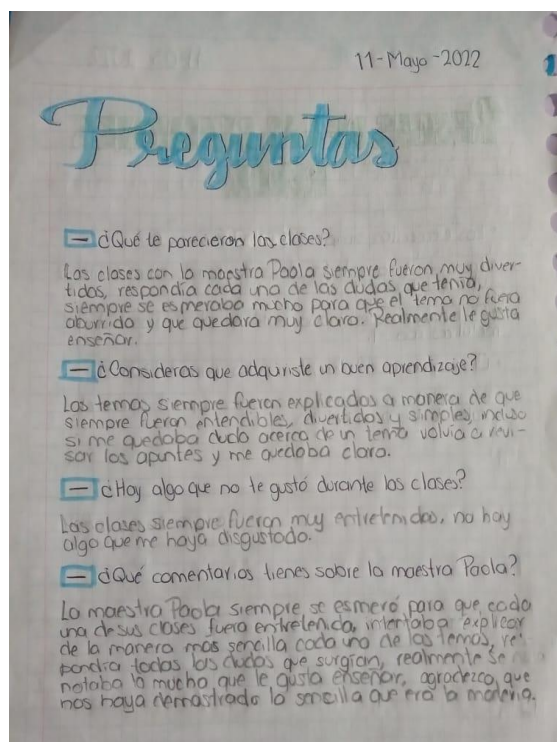 11-Mayo-2022
Preguntas
— ¿Qué te parecieron las clases?
Las clases con la maestra Paola siempre fueron muy diver-
tidas, respondía cada una de las dudas que tenía,
siempre se esmeraba mucho para que el tema no fuera
aburrido y que quedara muy claro. Realmente le gusta
enseñar.
— ¿Consideras que adquiriste un buen aprendizaje?
Los temas siempre fueron explicados a manera de que
siempre fueran entendibles, divertidos y simples, incluso
si me quedaba duda acerca de un tema volvía a revi-
sar los apuntes y me quedaba claro.
— ¿Hay algo que no te gustó durante las clases?
Las clases siempre fueron muy entretenidas, no hay
algo que me haya disgustado.
— ¿Qué comentarios tienes sobre la maestra Paola?
La maestra Paola siempre se esmeró para que cada
una de sus clases fuera entretenida, intentaba explicar
de la manera más sencilla cada uno de los temas, res
pondía todas las dudas que surgían, realmente se
notaba lo mucho que le gusta enseñar, agradezco que
nos haya demostrado lo sencilla que era la materia.